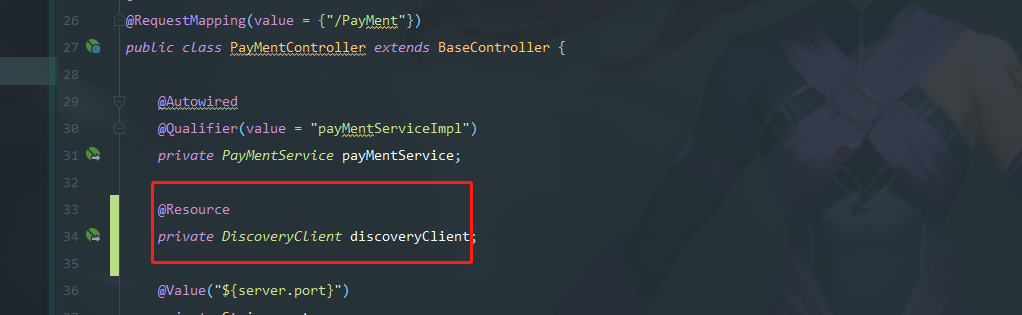 26 @RequestMapping(value = {"/PayMent"})
27 public class PayMentController extends BaseController {
28
29 @Autowired
30 @Qualifier(value = "payMentServiceImpl")
31 private PayMentService payMentService;
32
33 @Resource
34 private DiscoveryClient discoveryClient;
35
36 @Value("${server.port}")